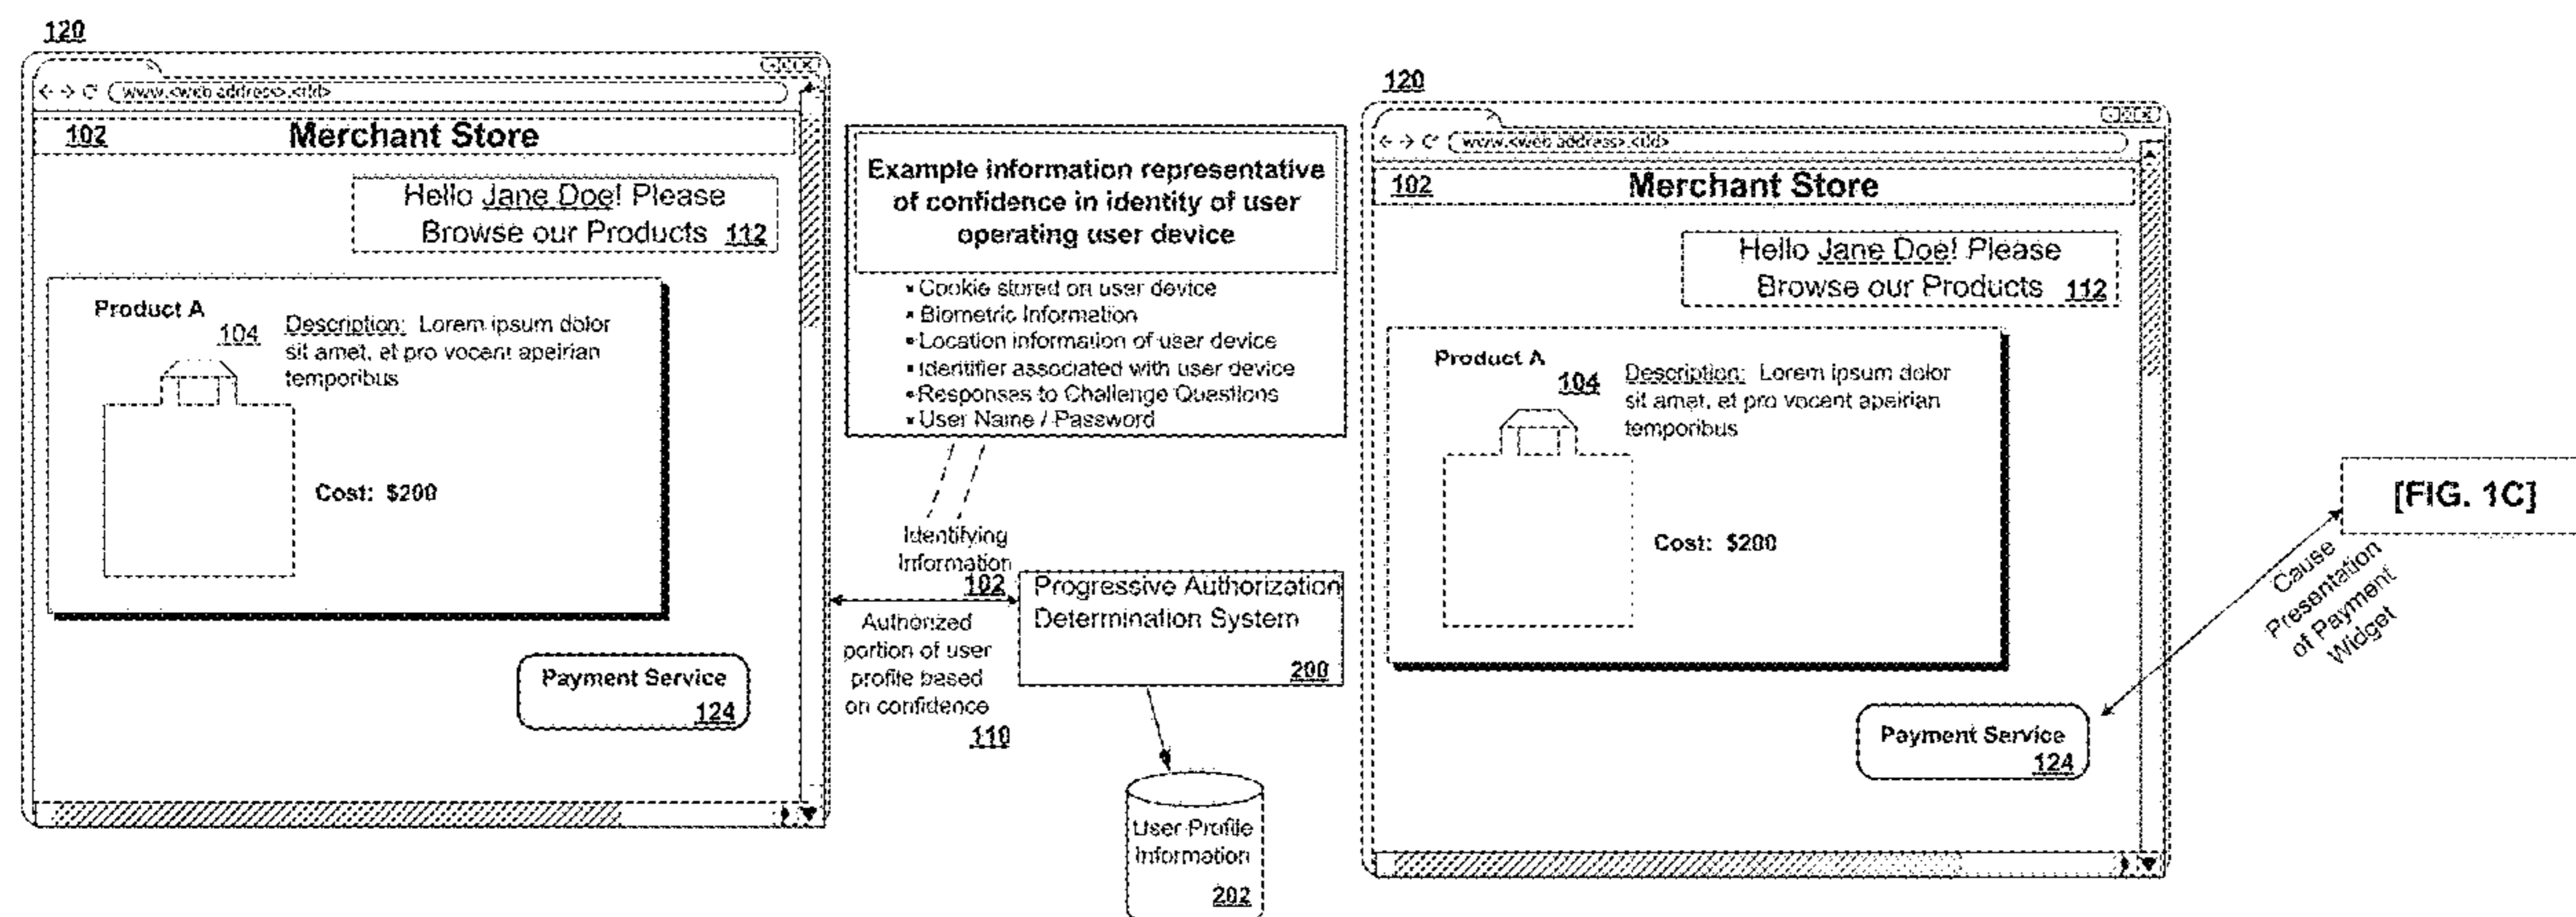 120
www.<web address>.<tld>
102 Merchant Store
Hello Jane Doe! Please
Browse our Products 112
Product A
104
Description: Lorem ipsum dolor
sit amet, et pro vocent apeirian
temporibus
Cost: $200
Payment Service
124
Example information representative
of confidence in identity of user
operating user device
• Cookie stored on user device
• Biometric Information
• Location information of user device
• Identifier associated with user device
• Responses to Challenge Questions
• User Name / Password
Identifying
Information
102
Authorized
portion of user
profile based
on confidence
110
Progressive Authorization
Determination System
200
User Profile
Information
202
120
www.<web address>.<tld>
102 Merchant Store
Hello Jane Doe! Please
Browse our Products 112
Product A
104
Description: Lorem ipsum dolor
sit amet, et pro vocent apeirian
temporibus
Cost: $200
Payment Service
124
Cause
Presentation
of Payment
Widget
[FIG. 1C]